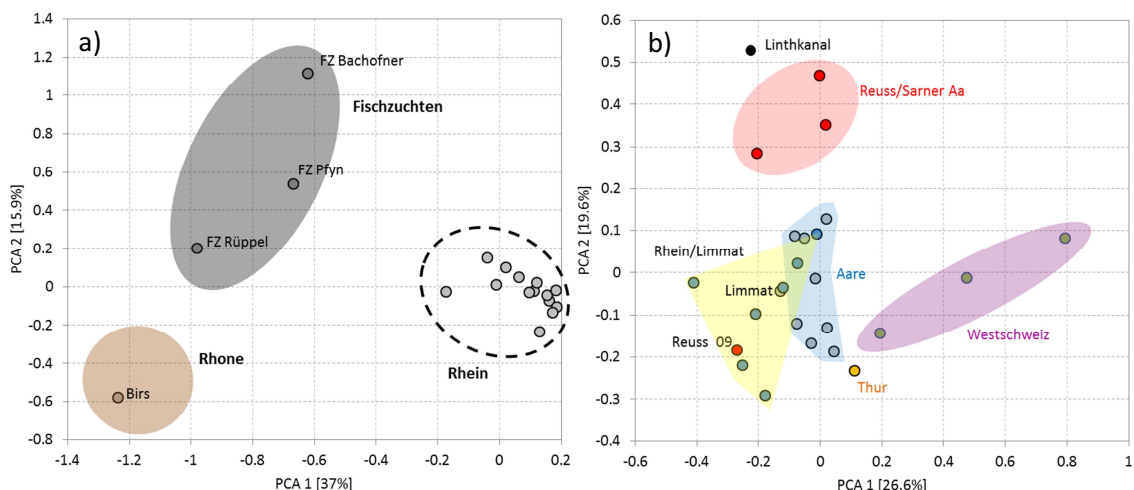 a)
PCA 2 [15.9%]
1.4
1.2
1
0.8
0.6
0.4
0.2
0
-0.2
-0.4
-0.6
-0.8
FZ Bachofner
Fischzuchten
FZ Pfyn
FZ Rüppel
Rhein
Rhone
Birs
-1.4 -1.2 -1 -0.8 -0.6 -0.4 -0.2 0 0.2
PCA 1 [37%]
b)
PCA 2 [19.6%]
0.6
0.5
0.4
0.3
0.2
0.1
0
-0.1
-0.2
-0.3
-0.4
Linthkanal
Reuss/Sarner Aa
Rhein/Limmat
Aare
Limmat
Westschweiz
Reuss 09
Thur
-0.6 -0.4 -0.2 0 0.2 0.4 0.6 0.8 1
PCA 1 [26.6%]